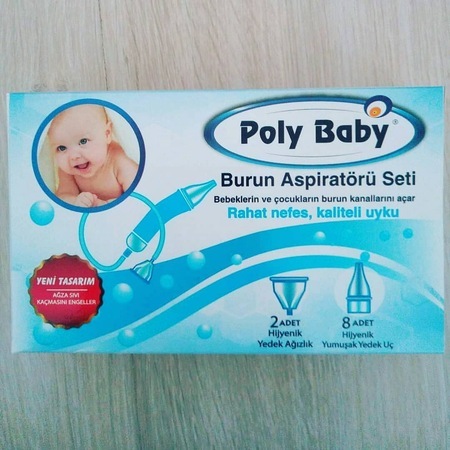 Poly Baby®
Burun Aspiratörü Seti
Bebeklerin ve çocukların burun kanallarını açar
Rahat nefes, kaliteli uyku
YENİ TASARIM
AĞZA SIVI
KAÇMASINI ENGELLER
2 ADET
Hijyenik
Yedek Ağızlık
8 ADET
Hijyenik
Yumuşak Yedek Uç